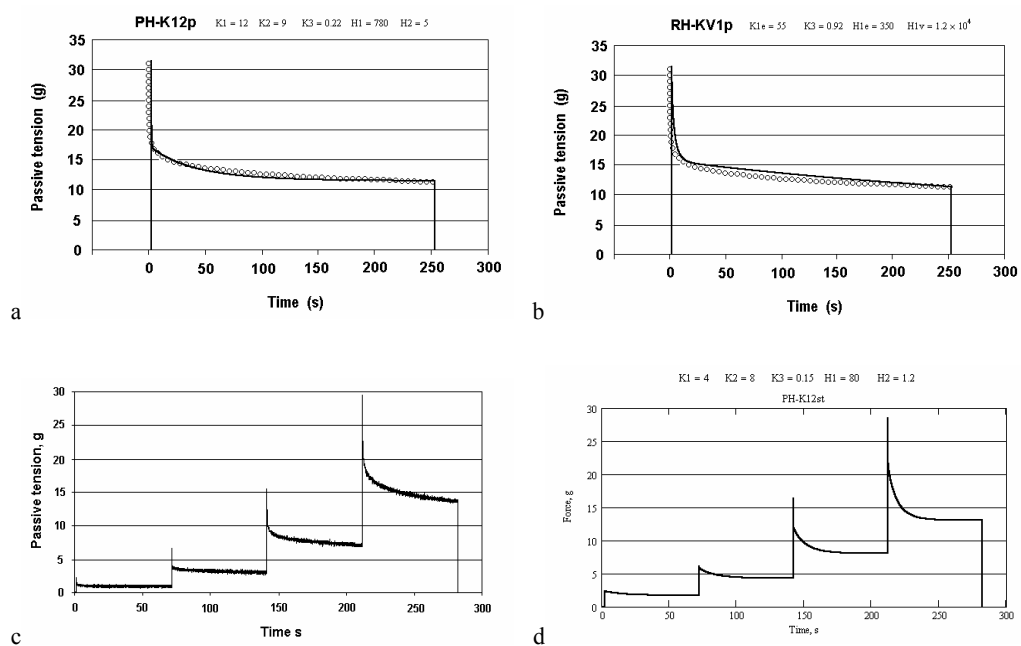 PH-K12p K1 = 12 K2 = 9 K3 = 0.22 H1 = 780 H2 = 5
35
30
25
20
15
10
5
0
Passive tension (g)
0 50 100 150 200 250 300
Time (s)
a
RH-KV1p K1e = 55 K3 = 0.92 H1e = 350 H1v = 1.2 × 10⁴
35
30
25
20
15
10
5
0
Passive tension (g)
0 50 100 150 200 250 300
Time (s)
b
30
25
20
15
10
5
0
Passive tension, g
0 50 100 150 200 250 300
Time s
c
K1 = 4 K2 = 8 K3 = 0.15 H1 = 80 H2 = 1.2
PH-K12st
30
25
20
15
10
5
0
Force, g
0 50 100 150 200 250 300
Time, s
d